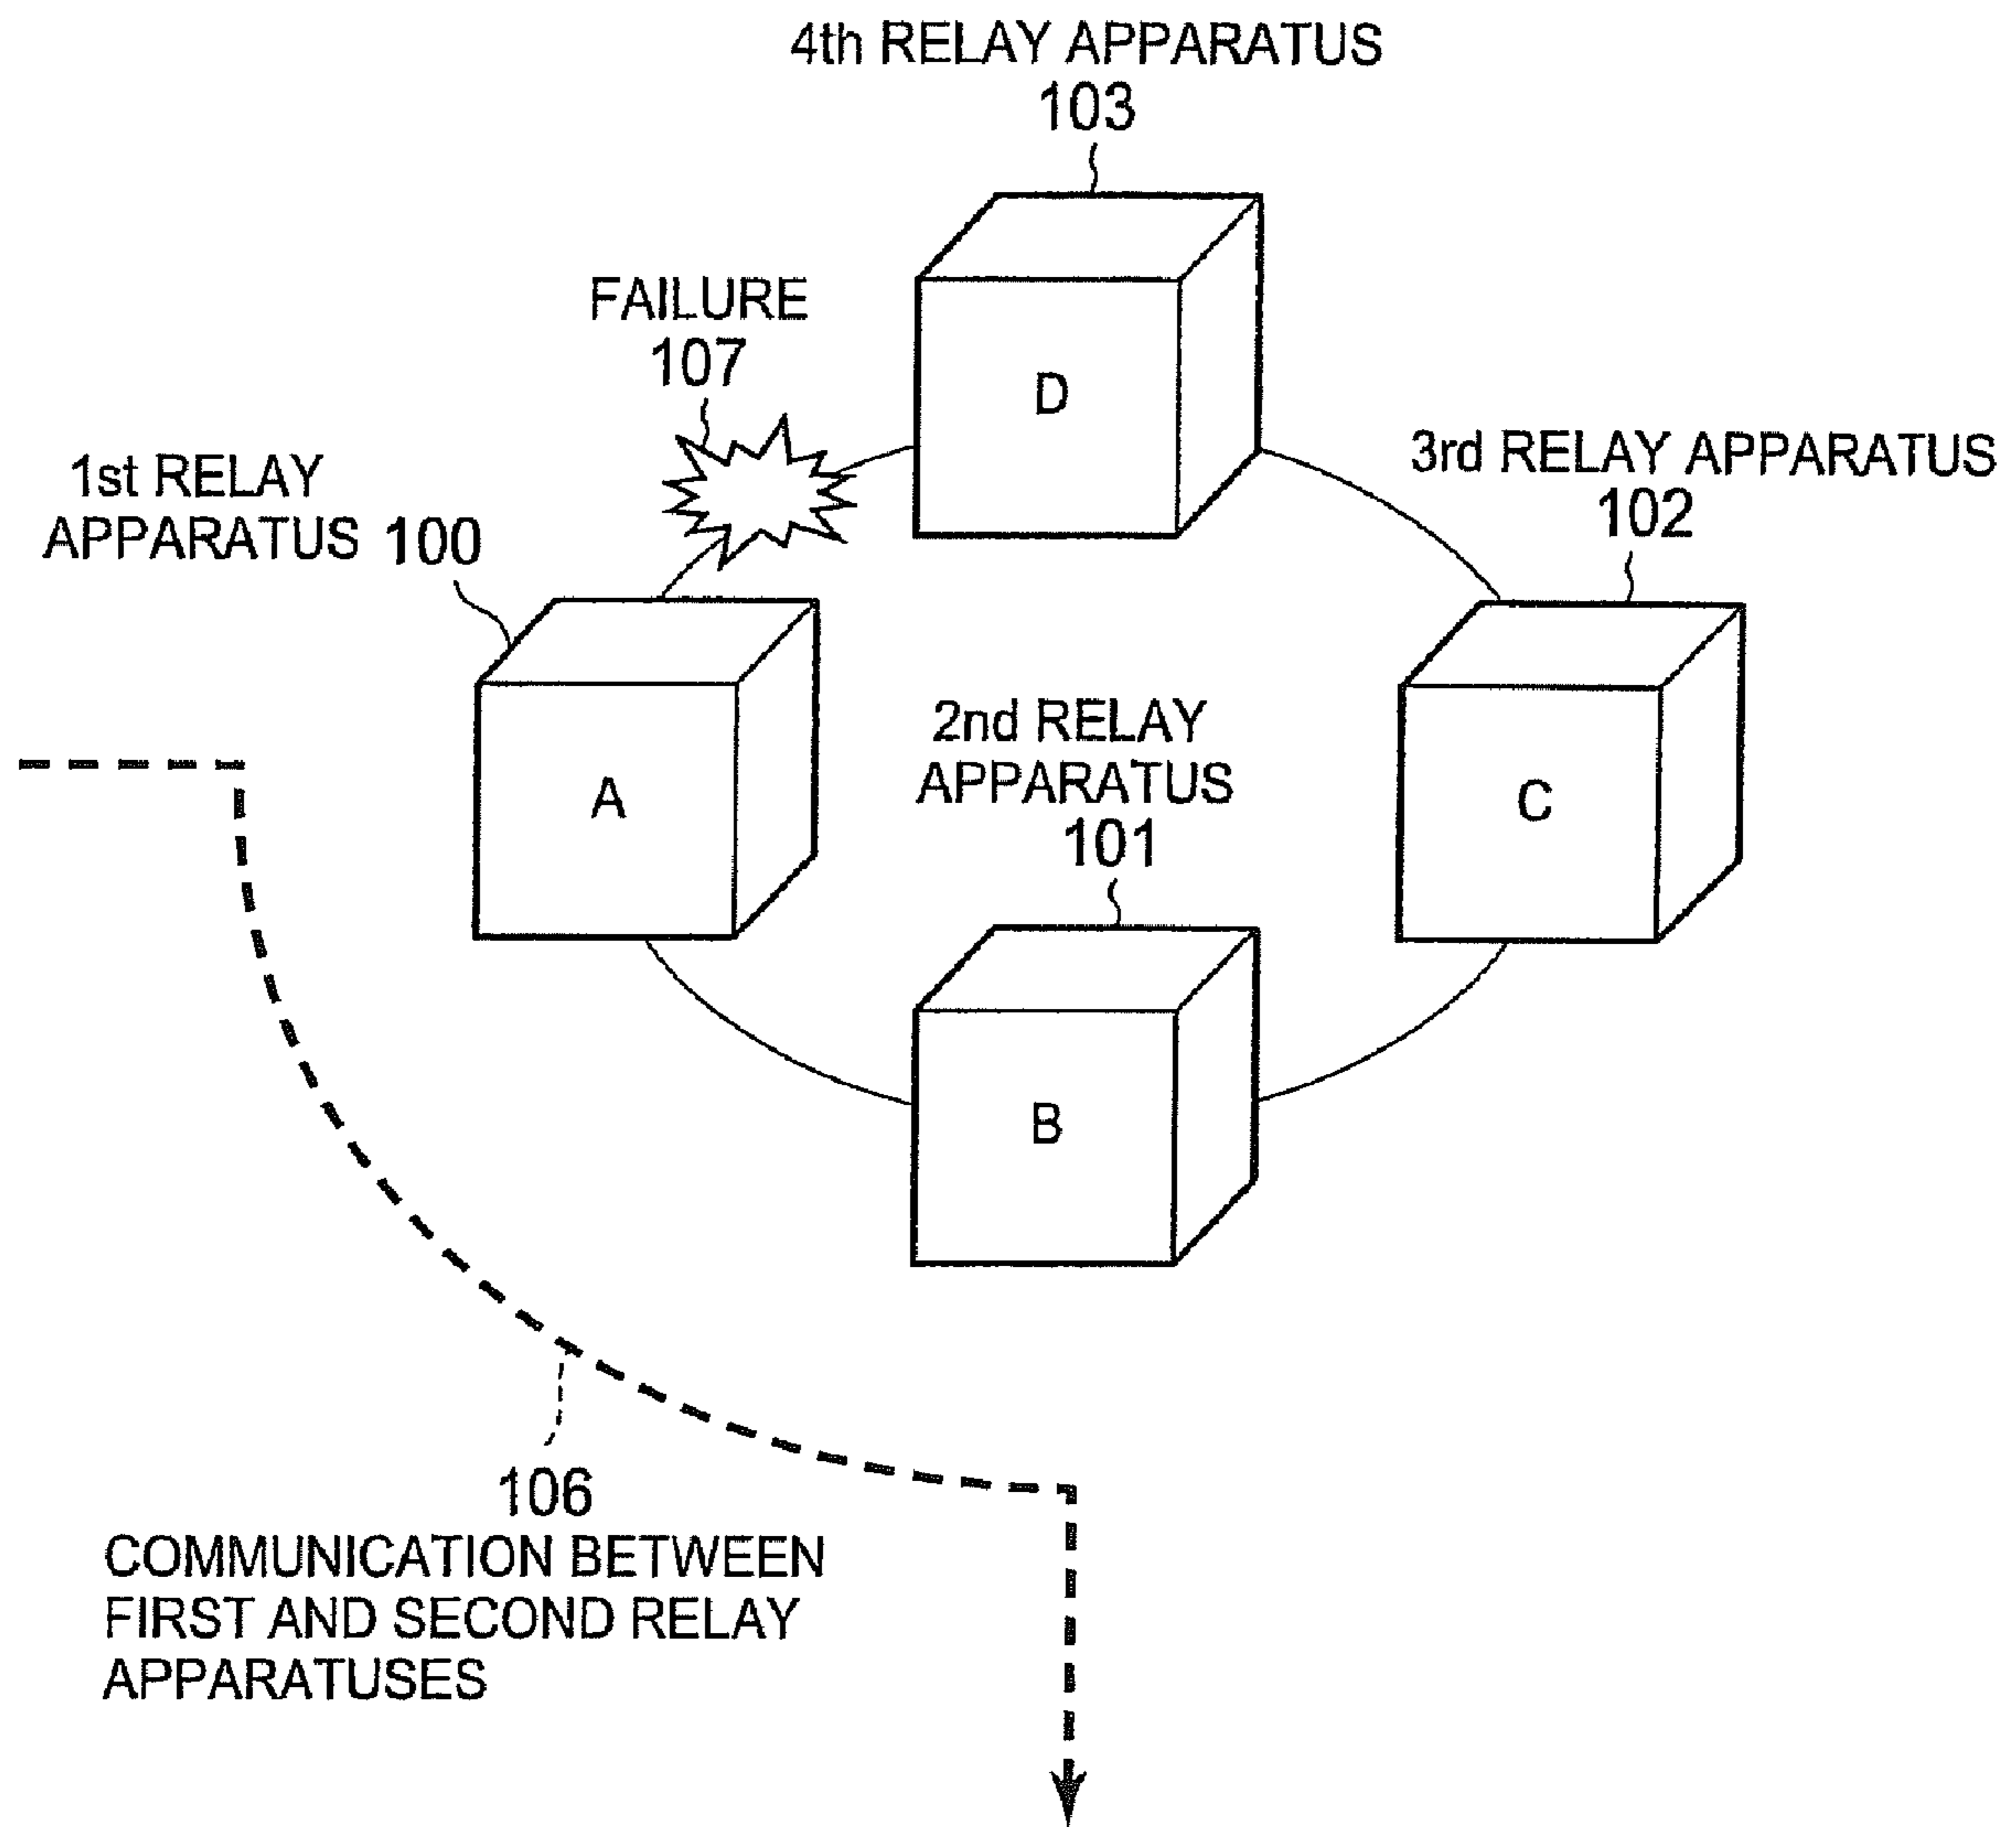 4th RELAY APPARATUS
103
FAILURE
107
D
3rd RELAY APPARATUS
102
1st RELAY
APPARATUS 100
2nd RELAY
APPARATUS
101
A
C
B
106
COMMUNICATION BETWEEN
FIRST AND SECOND RELAY
APPARATUSES